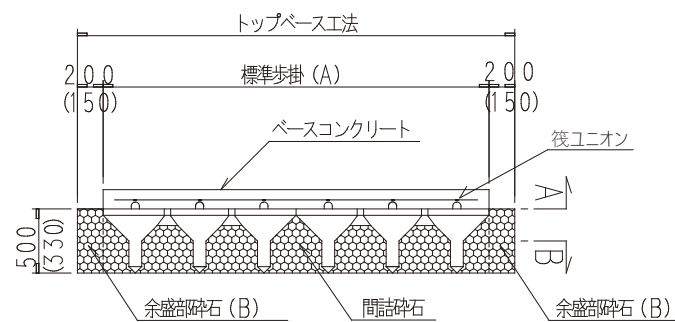 トップベース工法
200
(150)
標準歩掛(A)
200
(150)
ベースコンクリート
筏ユニオン
A
B
500
(330)
余盛部砕石(B)
間詰砕石
余盛部砕石(B)